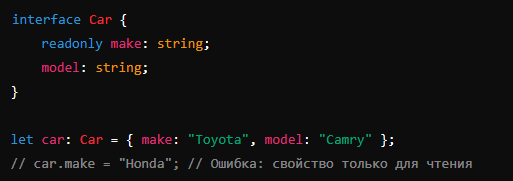 interface Car {
    readonly make: string;
    model: string;
}
let car: Car = { make: "Toyota", model: "Camry" };
// car.make = "Honda"; // Ошибка: свойство только для чтения